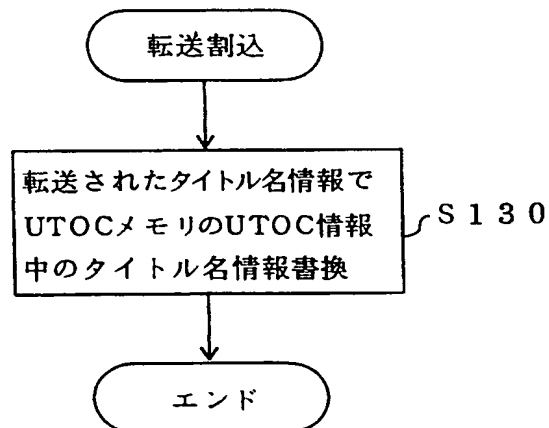 転送割込
転送されたタイトル名情報で
UTOCメモリのUTOC情報
中のタイトル名情報書換
S130
エンド